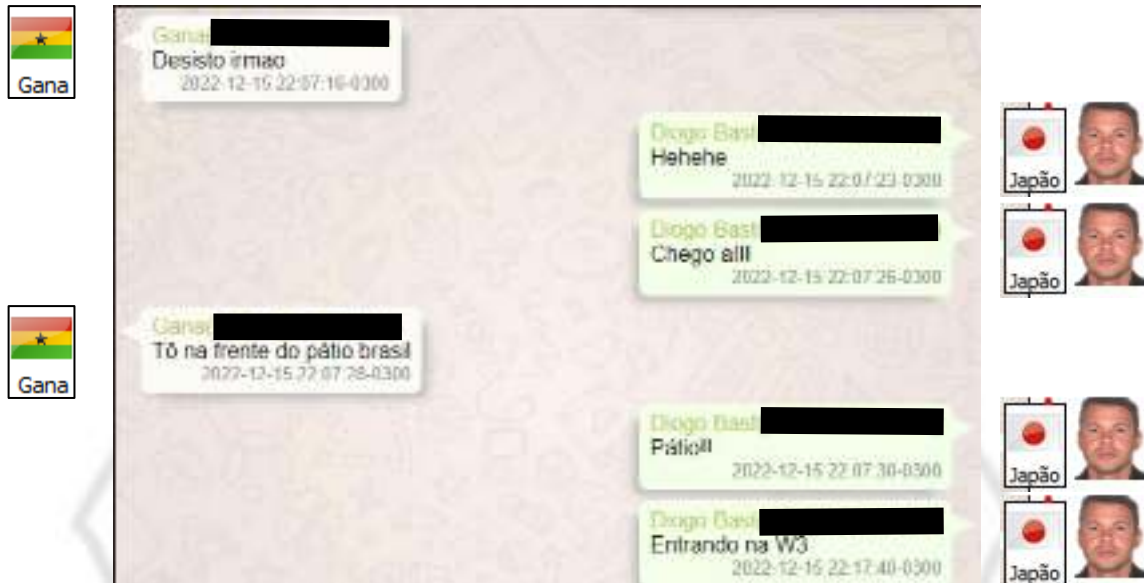 Gana
Desisto irmao
2022-12-15 22:07:16-0300
Gana
Diogo Bast
Hehehe
2022-12-15 22:07:23-0300
Japão
Diogo Bast
Chego alll
2022-12-15 22:07:26-0300
Japão
Tô na frente do pátio brasil
2022-12-15 22:07:28-0300
Gana
Diogo Bast
Pátio!!
2022-12-15 22:07:30-0300
Japão
Diogo Bast
Entrando na W3
2022-12-15 22:17:40-0300
Japão